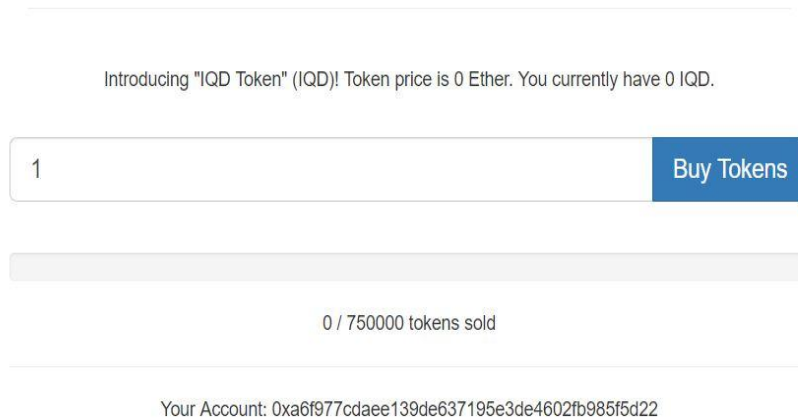 Introducing "IQD Token" (IQD)! Token price is 0 Ether. You currently have 0 IQD.
1
Buy Tokens
0 / 750000 tokens sold
Your Account: 0xa6f977cdaee139de637195e3de4602fb985f5d22